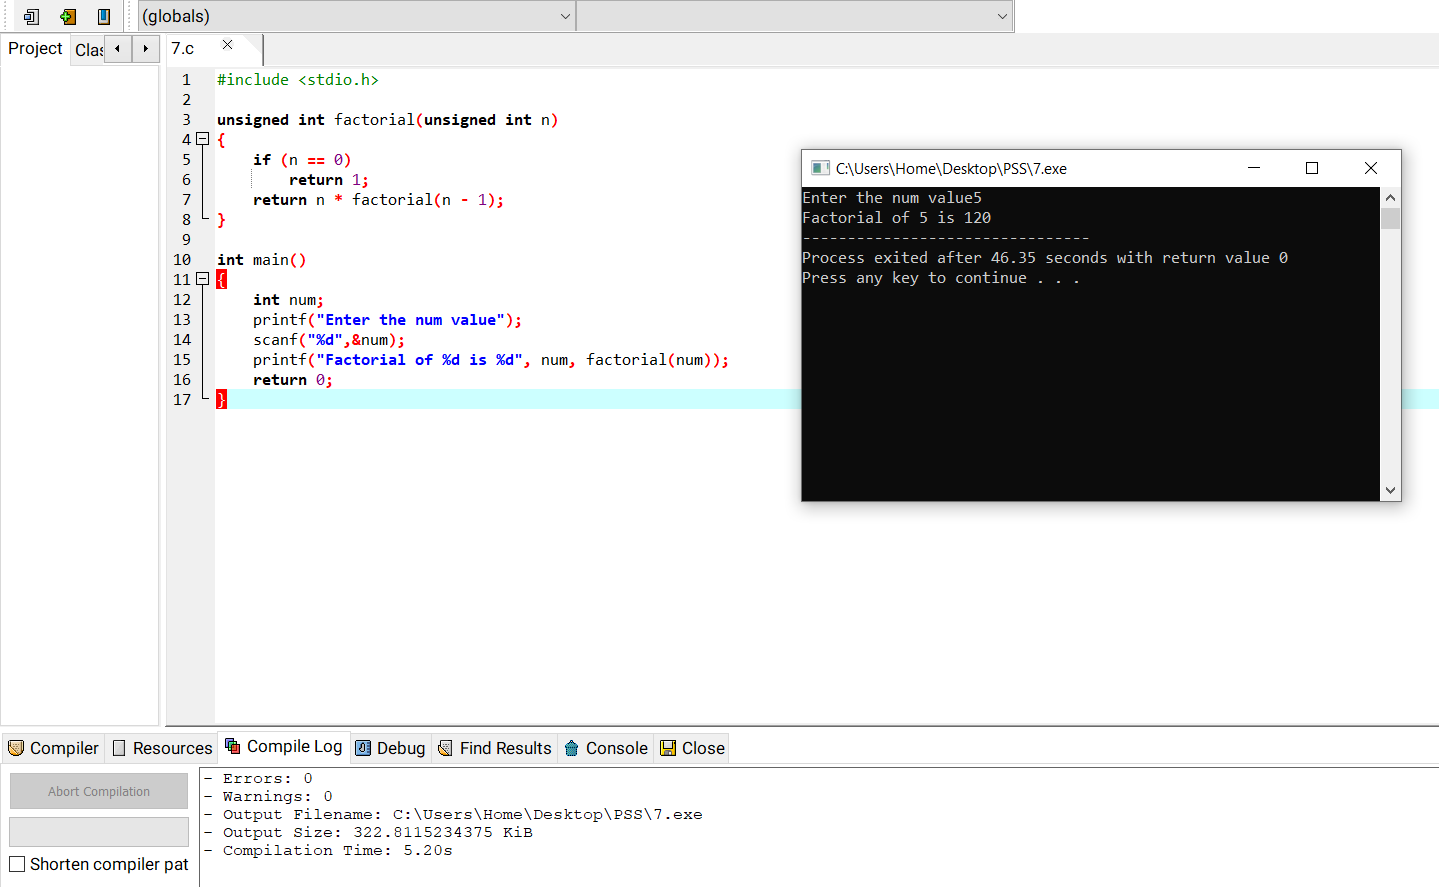 (globals)
Project
Clas
7.c
1 #include <stdio.h>
2
3 unsigned int factorial(unsigned int n)
4 {
5 if (n == 0)
6 return 1;
7 return n * factorial(n - 1);
8 }
9
10 int main()
11 {
12 int num;
13 printf("Enter the num value");
14 scanf("%d",&num);
15 printf("Factorial of %d is %d", num, factorial(num));
16 return 0;
17 }
C:\Users\Home\Desktop\PSS\7.exe
Enter the num value5
Factorial of 5 is 120
--------------------------------
Process exited after 46.35 seconds with return value 0
Press any key to continue . . .
Compiler
Resources
Compile Log
Debug
Find Results
Console
Close
Abort Compilation
Shorten compiler pat
- Errors: 0
- Warnings: 0
- Output Filename: C:\Users\Home\Desktop\PSS\7.exe
- Output Size: 322.8115234375 KiB
- Compilation Time: 5.20s